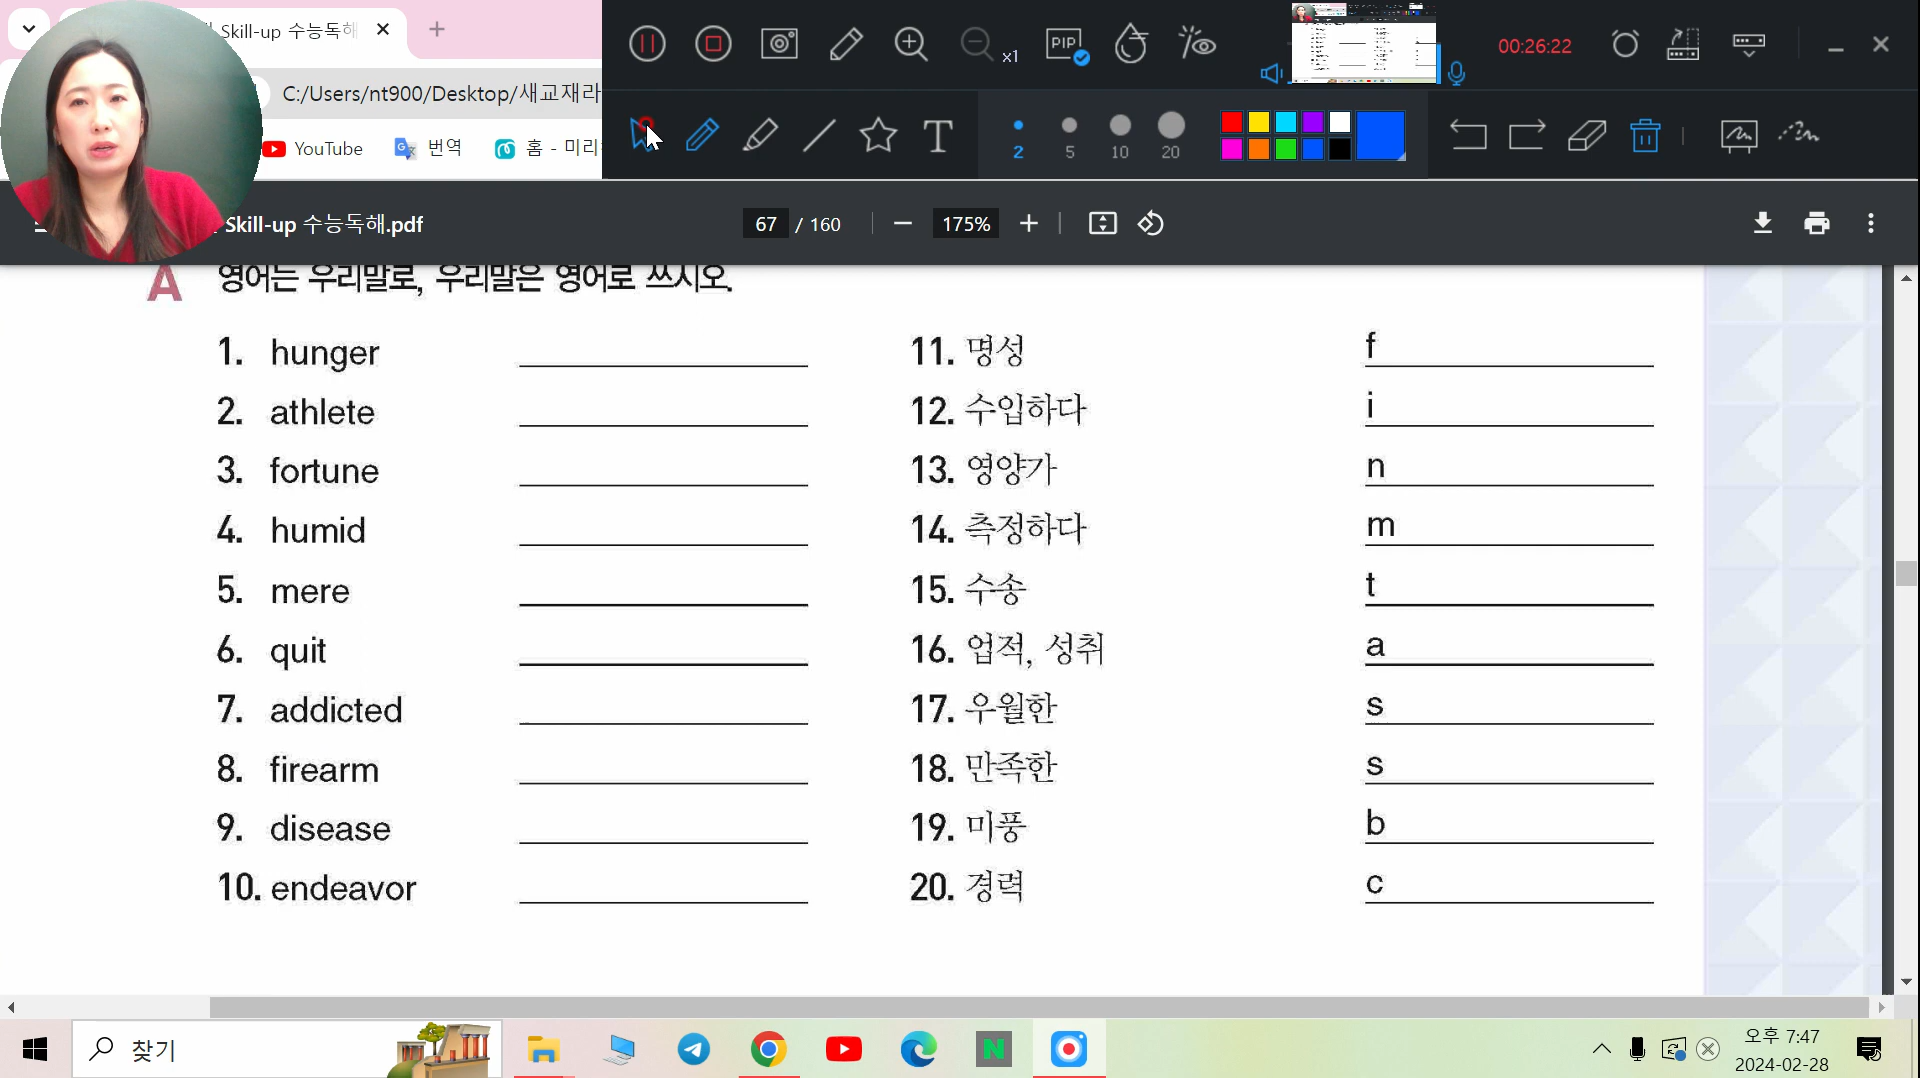 Skill-up 수능독해
x1
PIP
00:26:22
C:/Users/nt900/Desktop/새교재라
YouTube
번역
홈 - 미리
T
2
5
10
20
Skill-up 수능독해.pdf
67 / 160
175%
A 영어는 우리말로, 우리말은 영어로 쓰시오.
1. hunger
2. athlete
3. fortune
4. humid
5. mere
6. quit
7. addicted
8. firearm
9. disease
10. endeavor
11. 명성 f
12. 수입하다 i
13. 영양가 n
14. 측정하다 m
15. 수송 t
16. 업적, 성취 a
17. 우월한 s
18. 만족한 s
19. 미풍 b
20. 경력 c
찾기
N
오후 7:47
2024-02-28